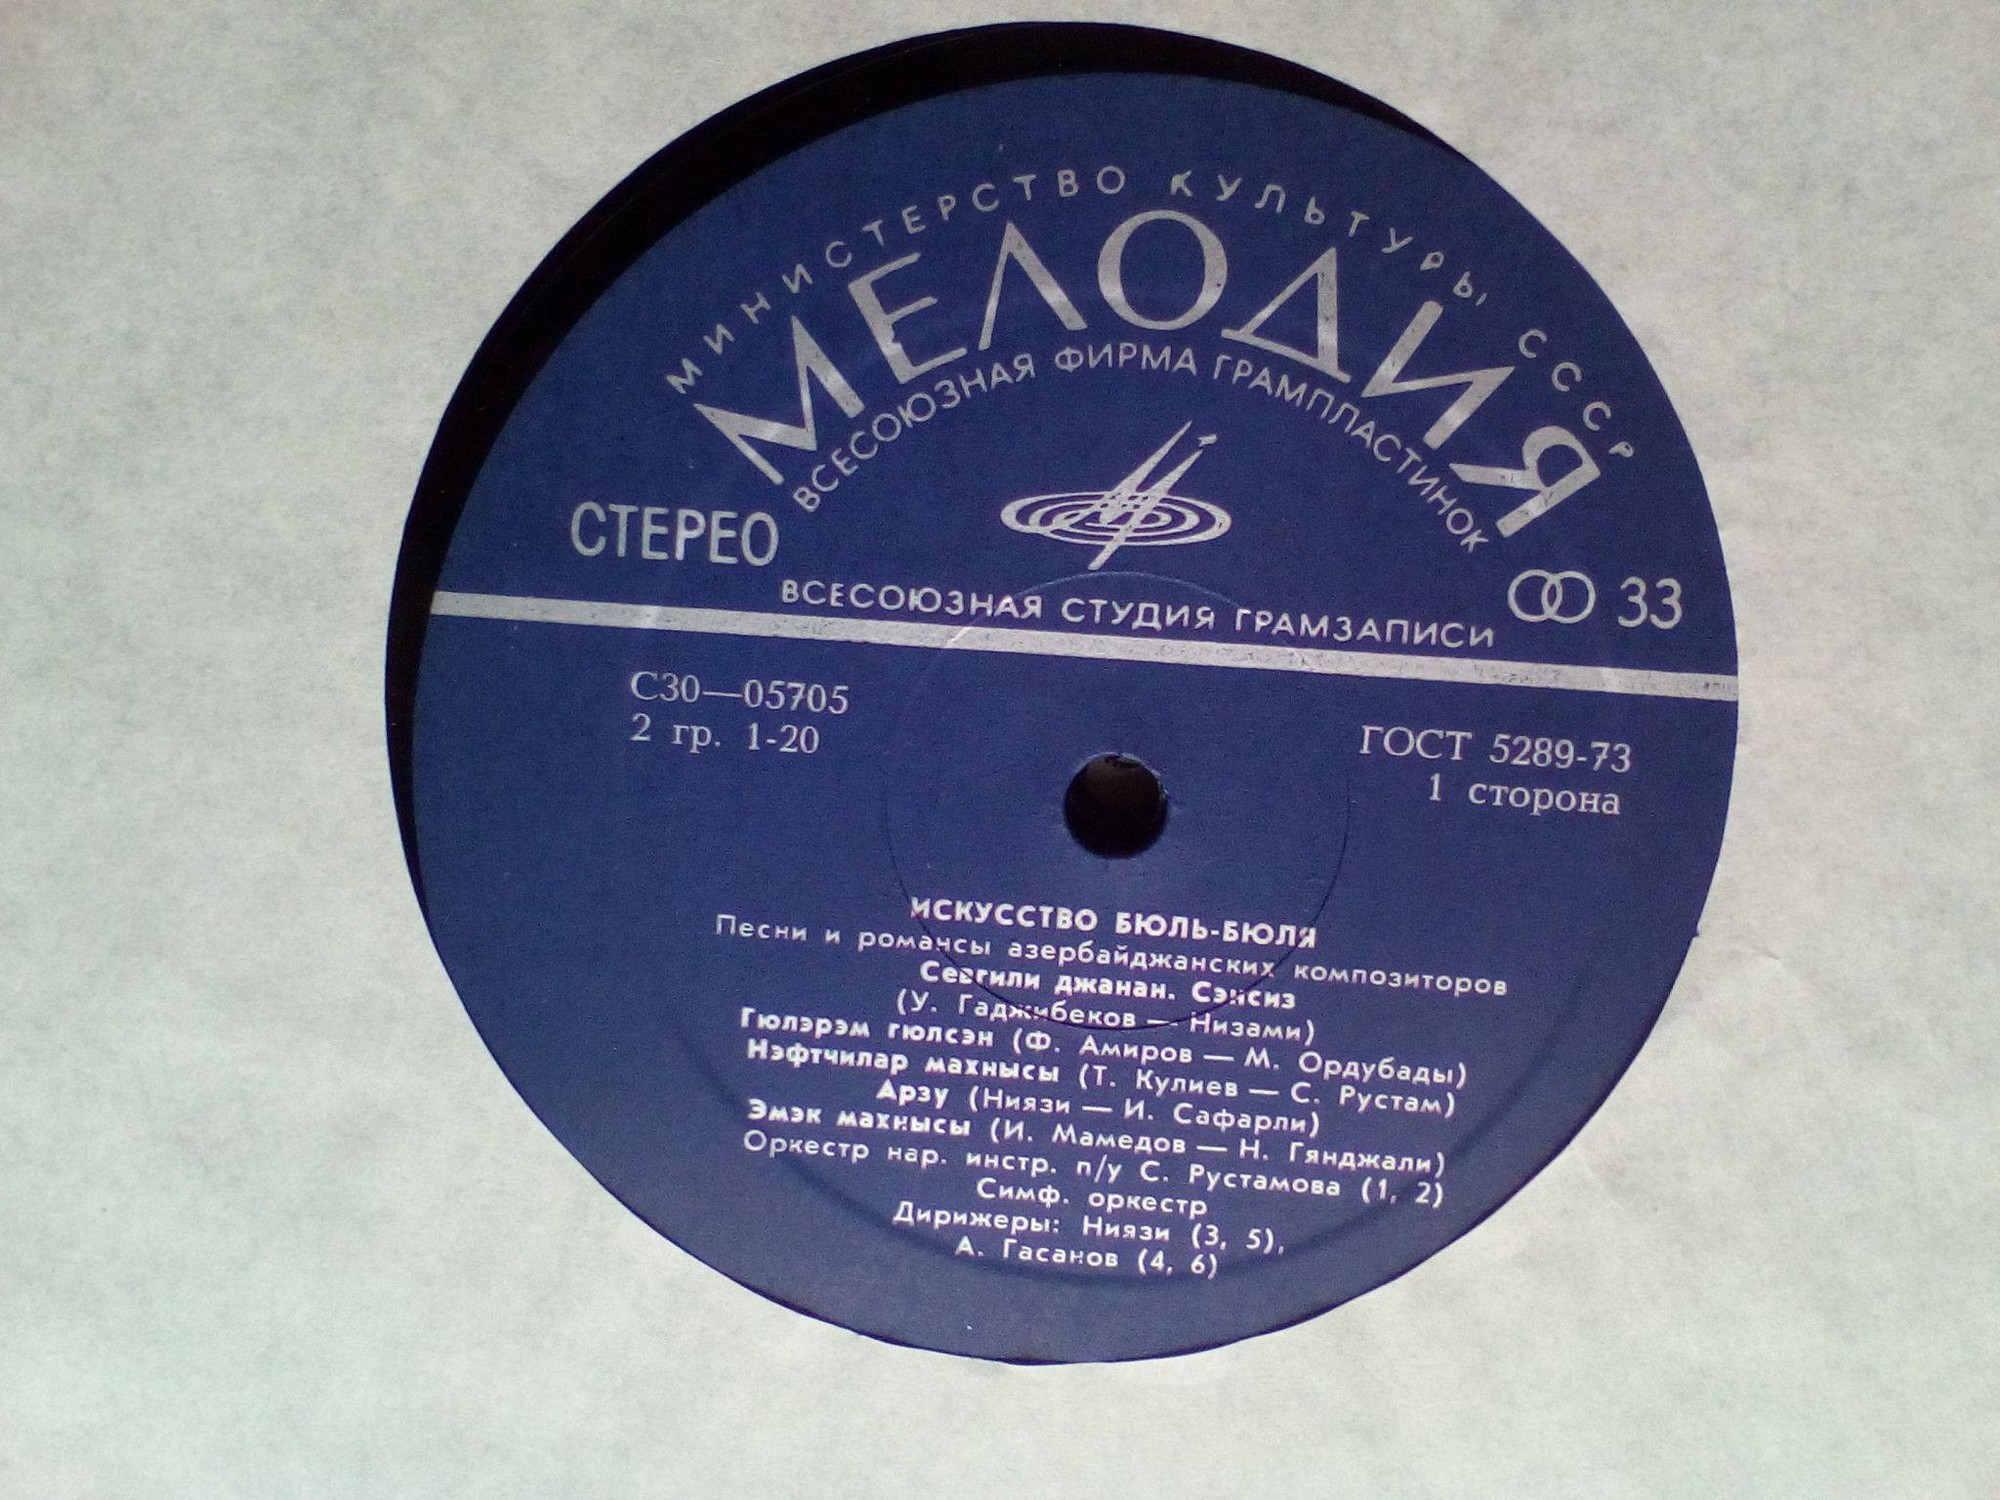 МИНИСТЕРСТВО КУЛЬТУРЫ СССР
МЕЛОДИЯ
ВСЕСОЮЗНАЯ ФИРМА ГРАМПЛАСТИНОК
СТЕРЕО
33
ВСЕСОЮЗНАЯ СТУДИЯ ГРАМЗАПИСИ
С30—05705
2 гр. 1-20
ГОСТ 5289-73
1 сторона
ИСКУССТВО БЮЛЬ-БЮЛЯ
Песни и романсы азербайджанских композиторов
Севгили джанан. Сэнсиз
(У. Гаджибеков — Низами)
Гюлэрэм гюлсэн (Ф. Амиров — М. Ордубады)
Нэфтчилар махнысы (Т. Кулиев — С. Рустам)
Арзу (Ниязи — И. Сафарли)
Эмэк махнысы (И. Мамедов — Н. Гянджали)
Оркестр нар. инстр. п/у С. Рустамова (1, 2)
Симф. оркестр
Дирижеры: Ниязи (3, 5),
А. Гасанов (4, 6)